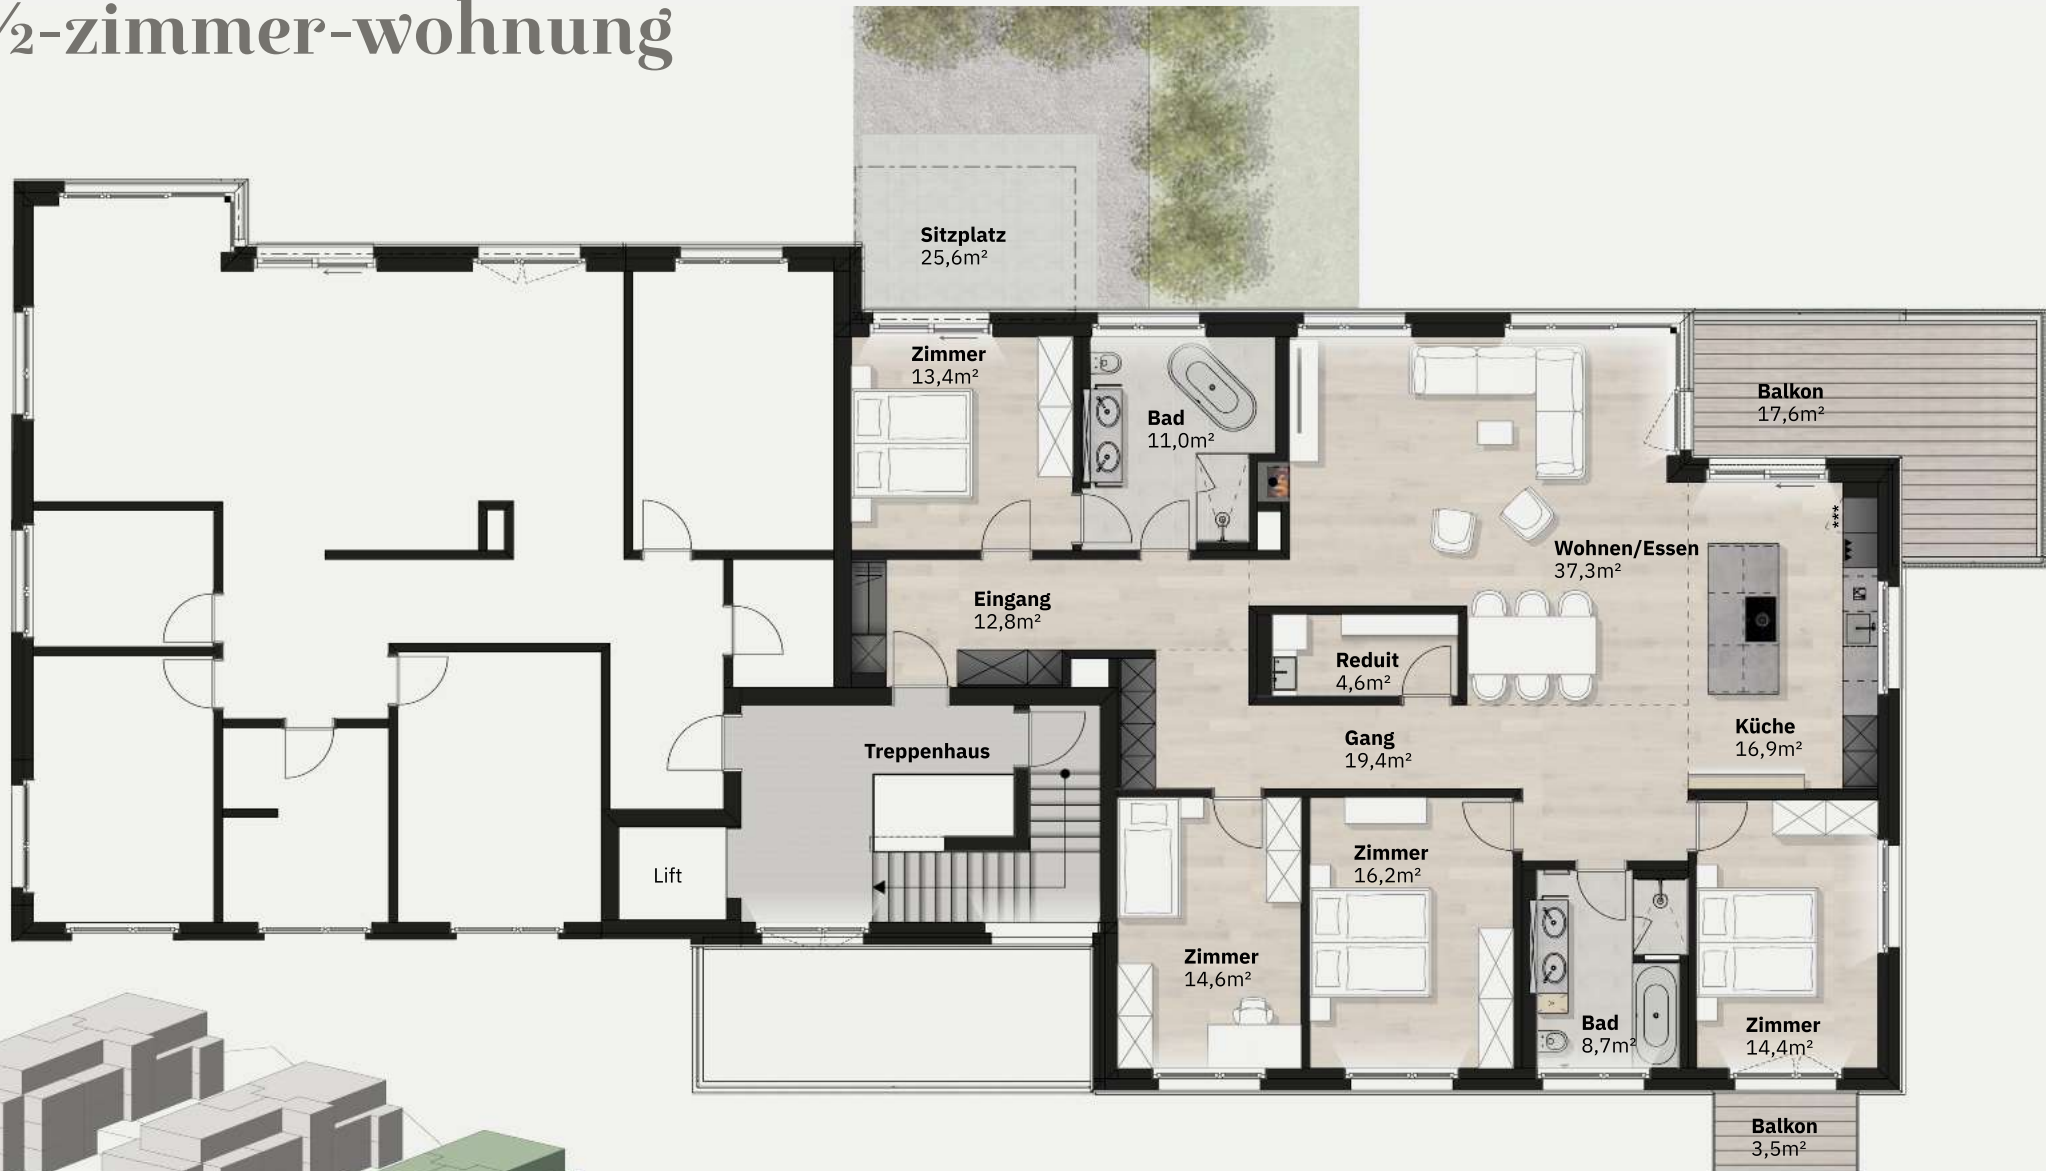 ½-zimmer-wohnung
Sitzplatz
25,6m²
Zimmer
13,4m²
Bad
11,0m²
Balkon
17,6m²
Wohnen/Essen
37,3m²
Eingang
12,8m²
Reduit
4,6m²
Küche
16,9m²
Gang
19,4m²
Treppenhaus
Lift
Zimmer
16,2m²
Zimmer
14,6m²
Bad
8,7m²
Zimmer
14,4m²
Balkon
3,5m²